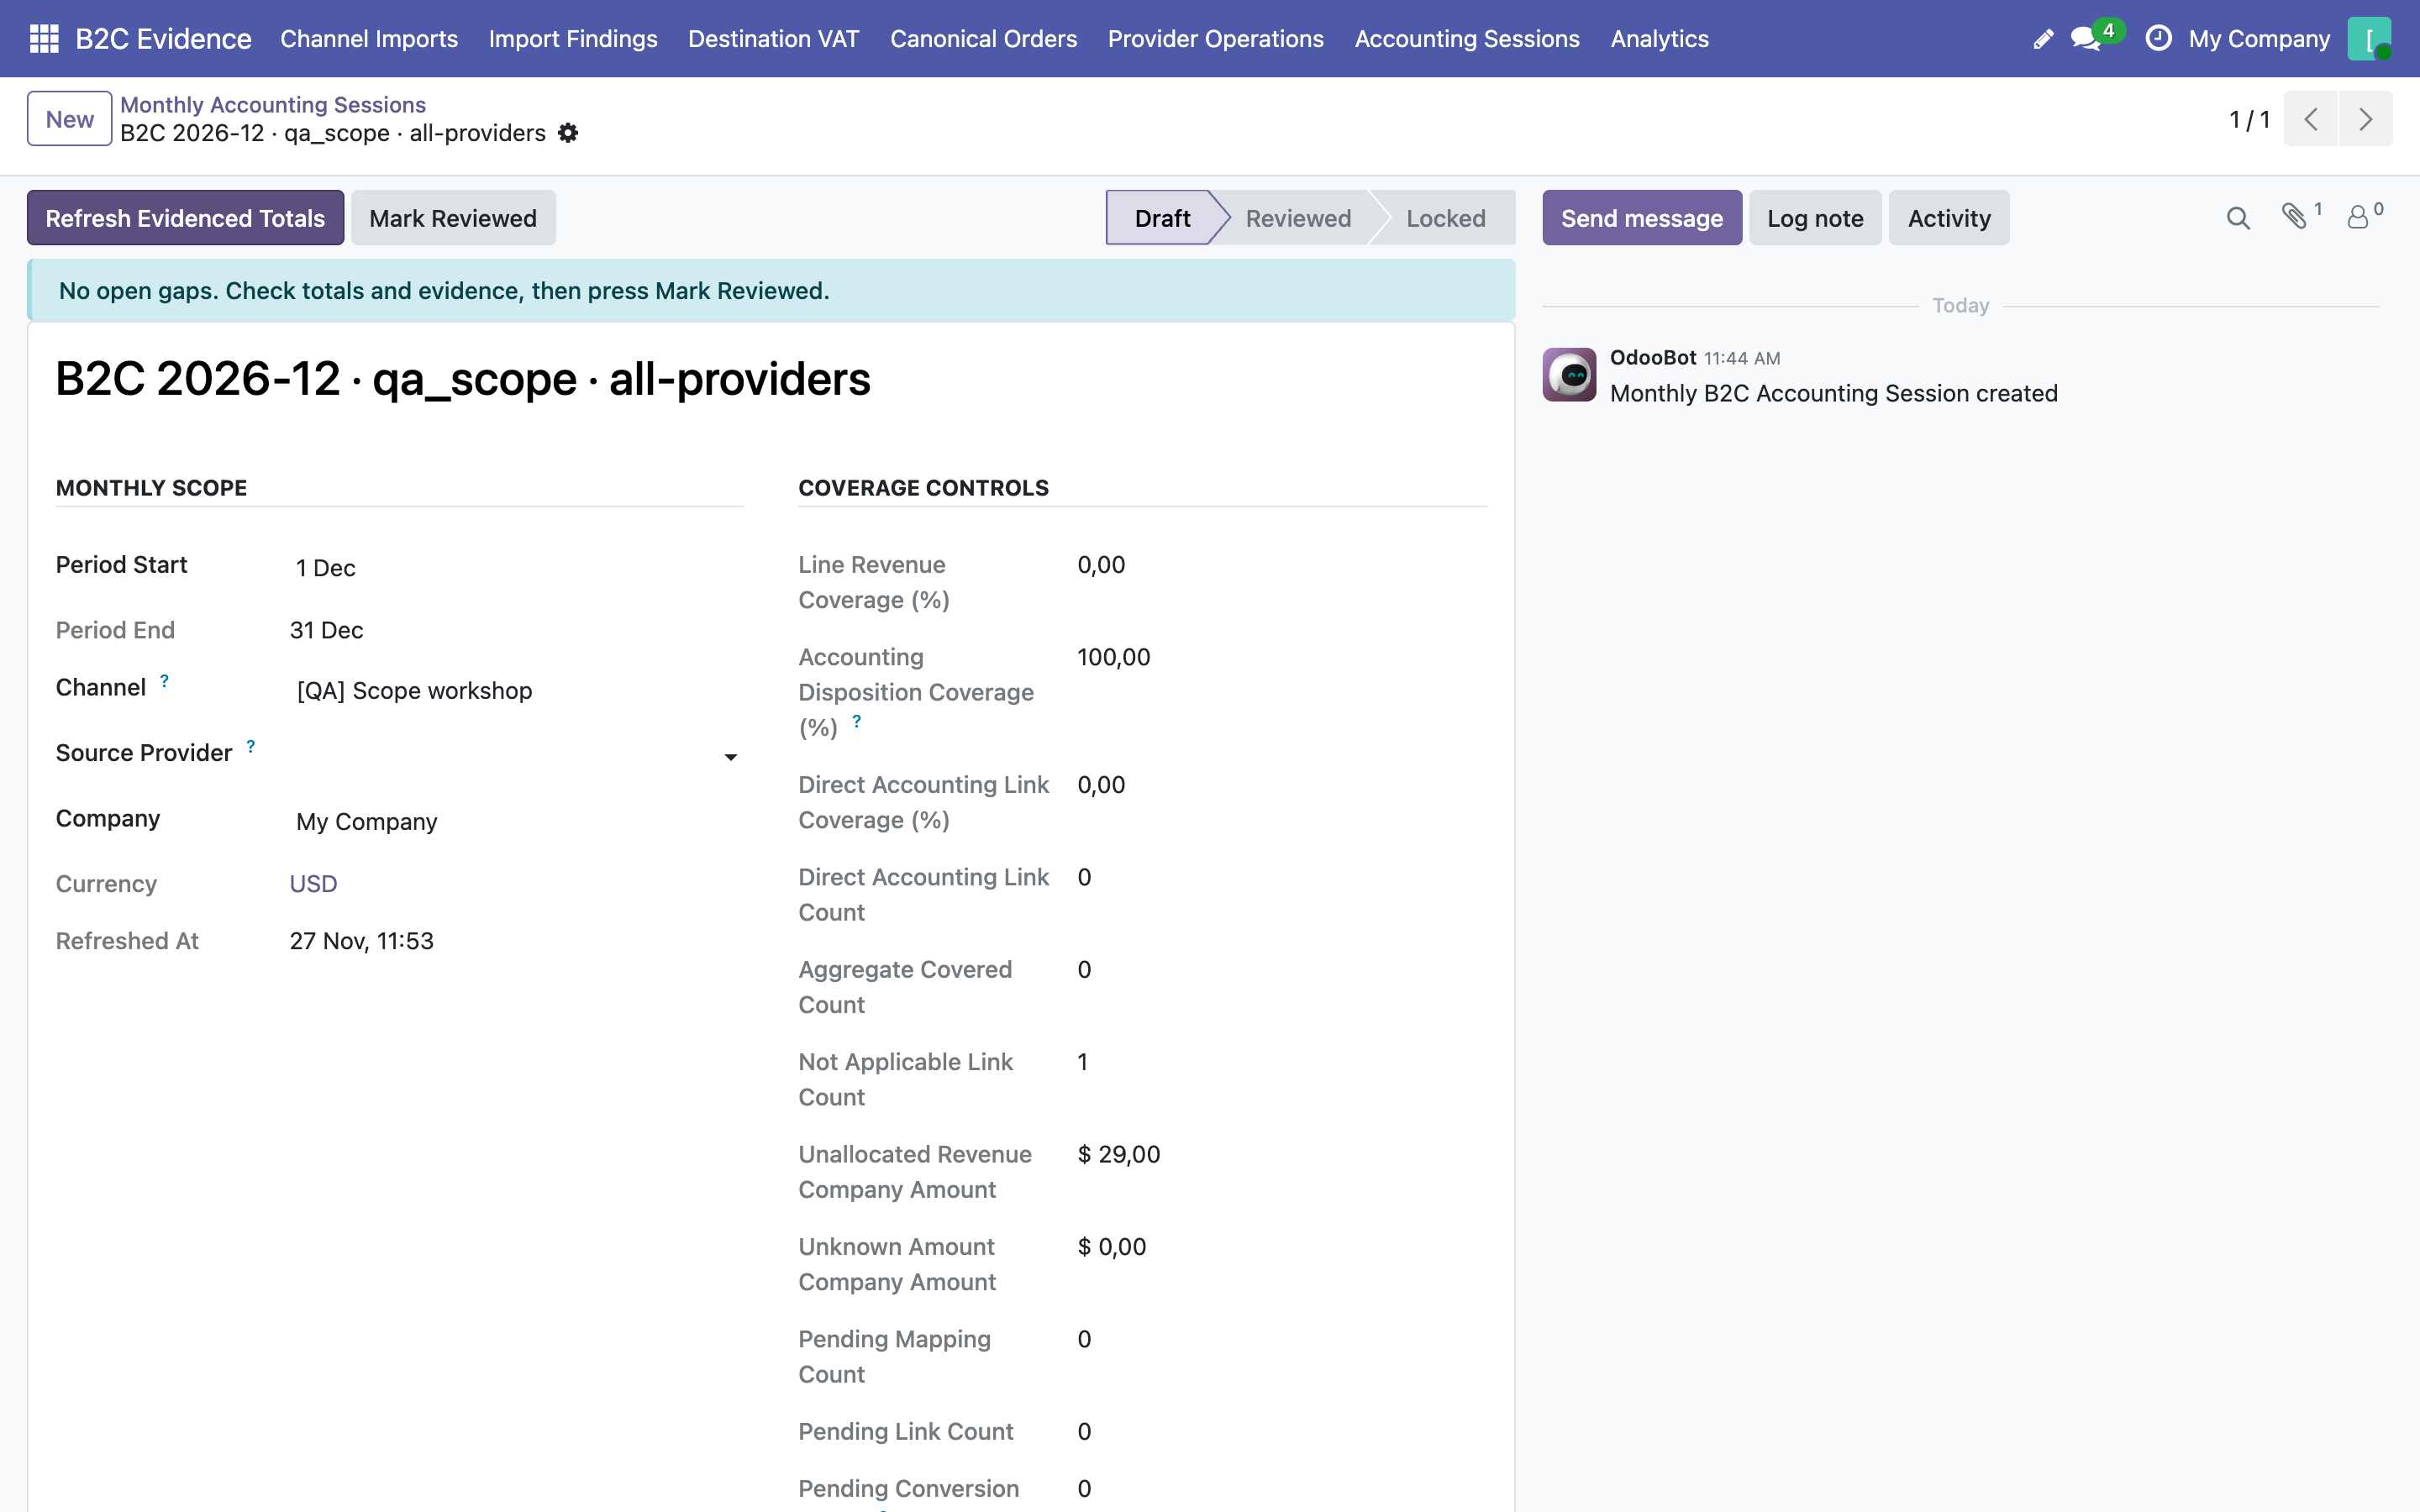 B2C Evidence Channel Imports Import Findings Destination VAT Canonical Orders Provider Operations Accounting Sessions Analytics 4 My Company [
New Monthly Accounting Sessions
B2C 2026-12 · qa_scope · all-providers
1 / 1
Refresh Evidenced Totals Mark Reviewed Draft Reviewed Locked Send message Log note Activity 1 0
No open gaps. Check totals and evidence, then press Mark Reviewed.
Today
OdooBot 11:44 AM
Monthly B2C Accounting Session created
B2C 2026-12 · qa_scope · all-providers
MONTHLY SCOPE
Period Start 1 Dec
Period End 31 Dec
Channel ? [QA] Scope workshop
Source Provider ?
Company My Company
Currency USD
Refreshed At 27 Nov, 11:53
COVERAGE CONTROLS
Line Revenue 0,00
Coverage (%)
Accounting 100,00
Disposition Coverage
(%) ?
Direct Accounting Link 0,00
Coverage (%)
Direct Accounting Link 0
Count
Aggregate Covered 0
Count
Not Applicable Link 1
Count
Unallocated Revenue $ 29,00
Company Amount
Unknown Amount $ 0,00
Company Amount
Pending Mapping 0
Count
Pending Link Count 0
Pending Conversion 0